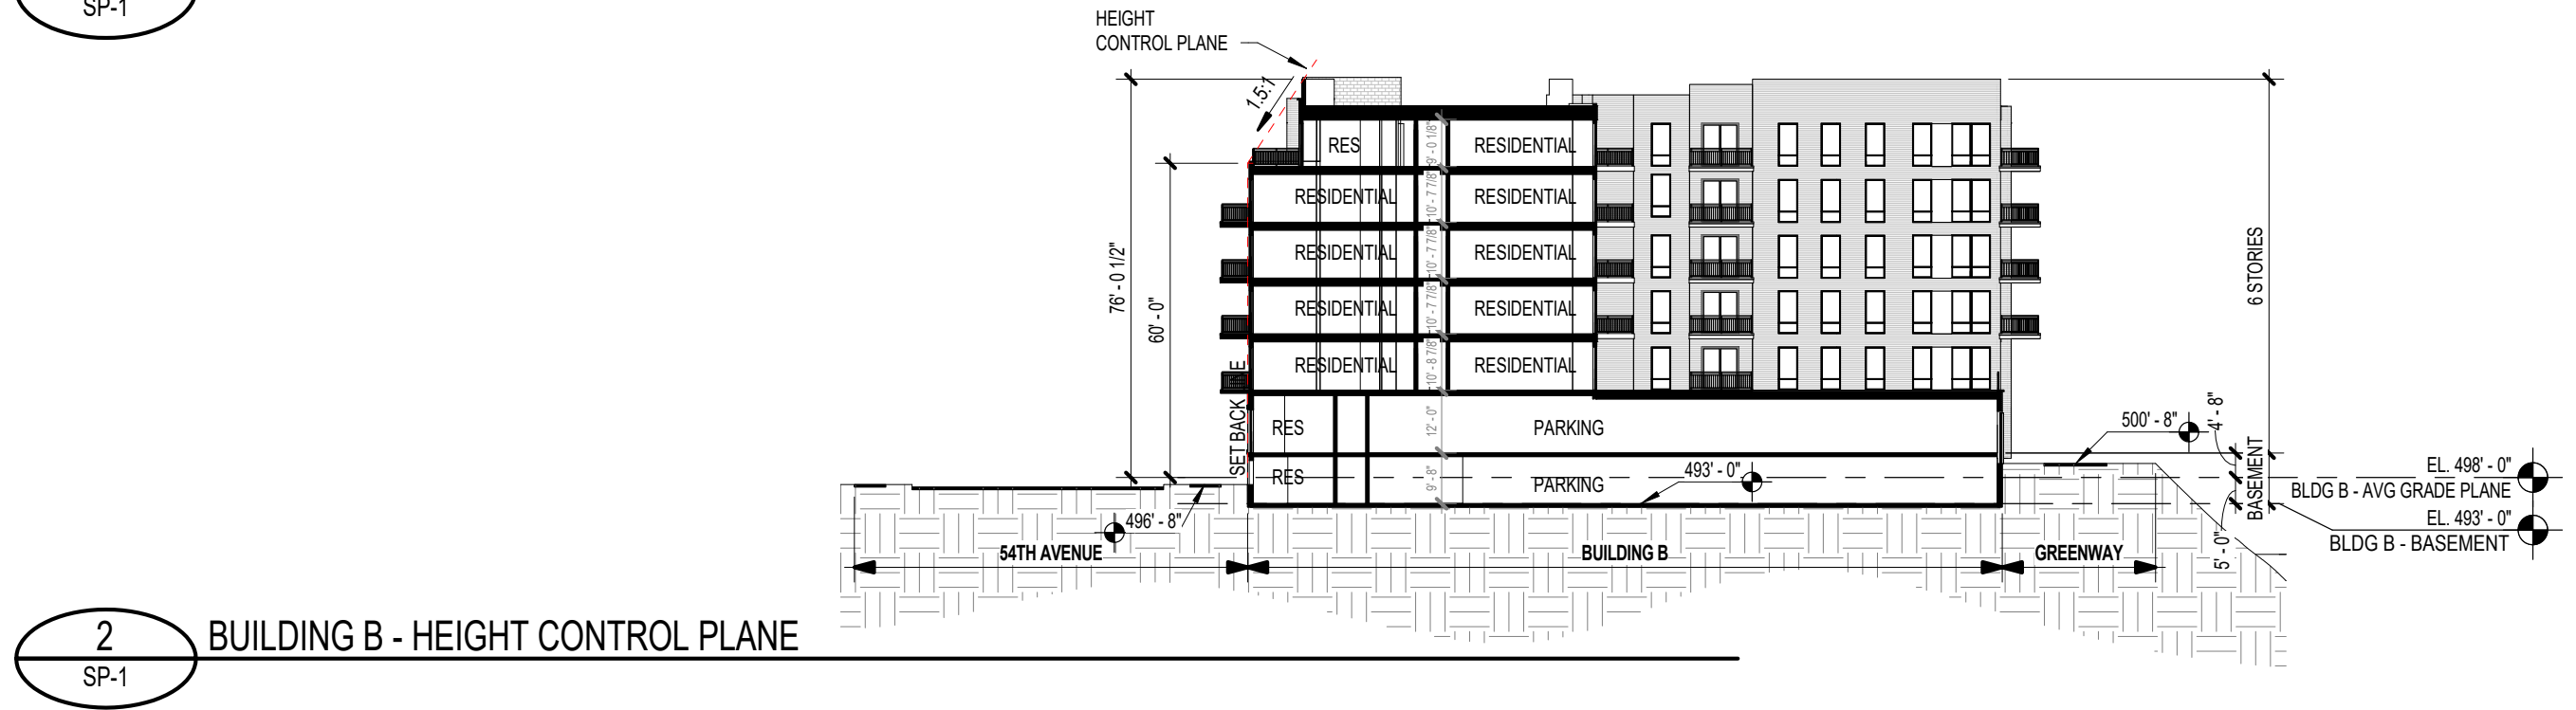 SP-1
HEIGHT
CONTROL PLANE
1.5:1
76' - 0 1/2"
60' - 0"
SET BACK
RES
RESIDENTIAL
9' - 0 1/8"
RESIDENTIAL
RESIDENTIAL
10' - 7 7/8"
RESIDENTIAL
RESIDENTIAL
10' - 7 7/8"
RESIDENTIAL
RESIDENTIAL
10' - 7 7/8"
RESIDENTIAL
RESIDENTIAL
10' - 8 7/8"
RES
PARKING
12' - 0"
RES
PARKING
9' - 8"
493' - 0"
496' - 8"
500' - 8"
4' - 8"
6 STORIES
BASEMENT
5' - 0"
EL. 498' - 0"
BLDG B - AVG GRADE PLANE
EL. 493' - 0"
BLDG B - BASEMENT
54TH AVENUE
BUILDING B
GREENWAY
2
SP-1
BUILDING B - HEIGHT CONTROL PLANE